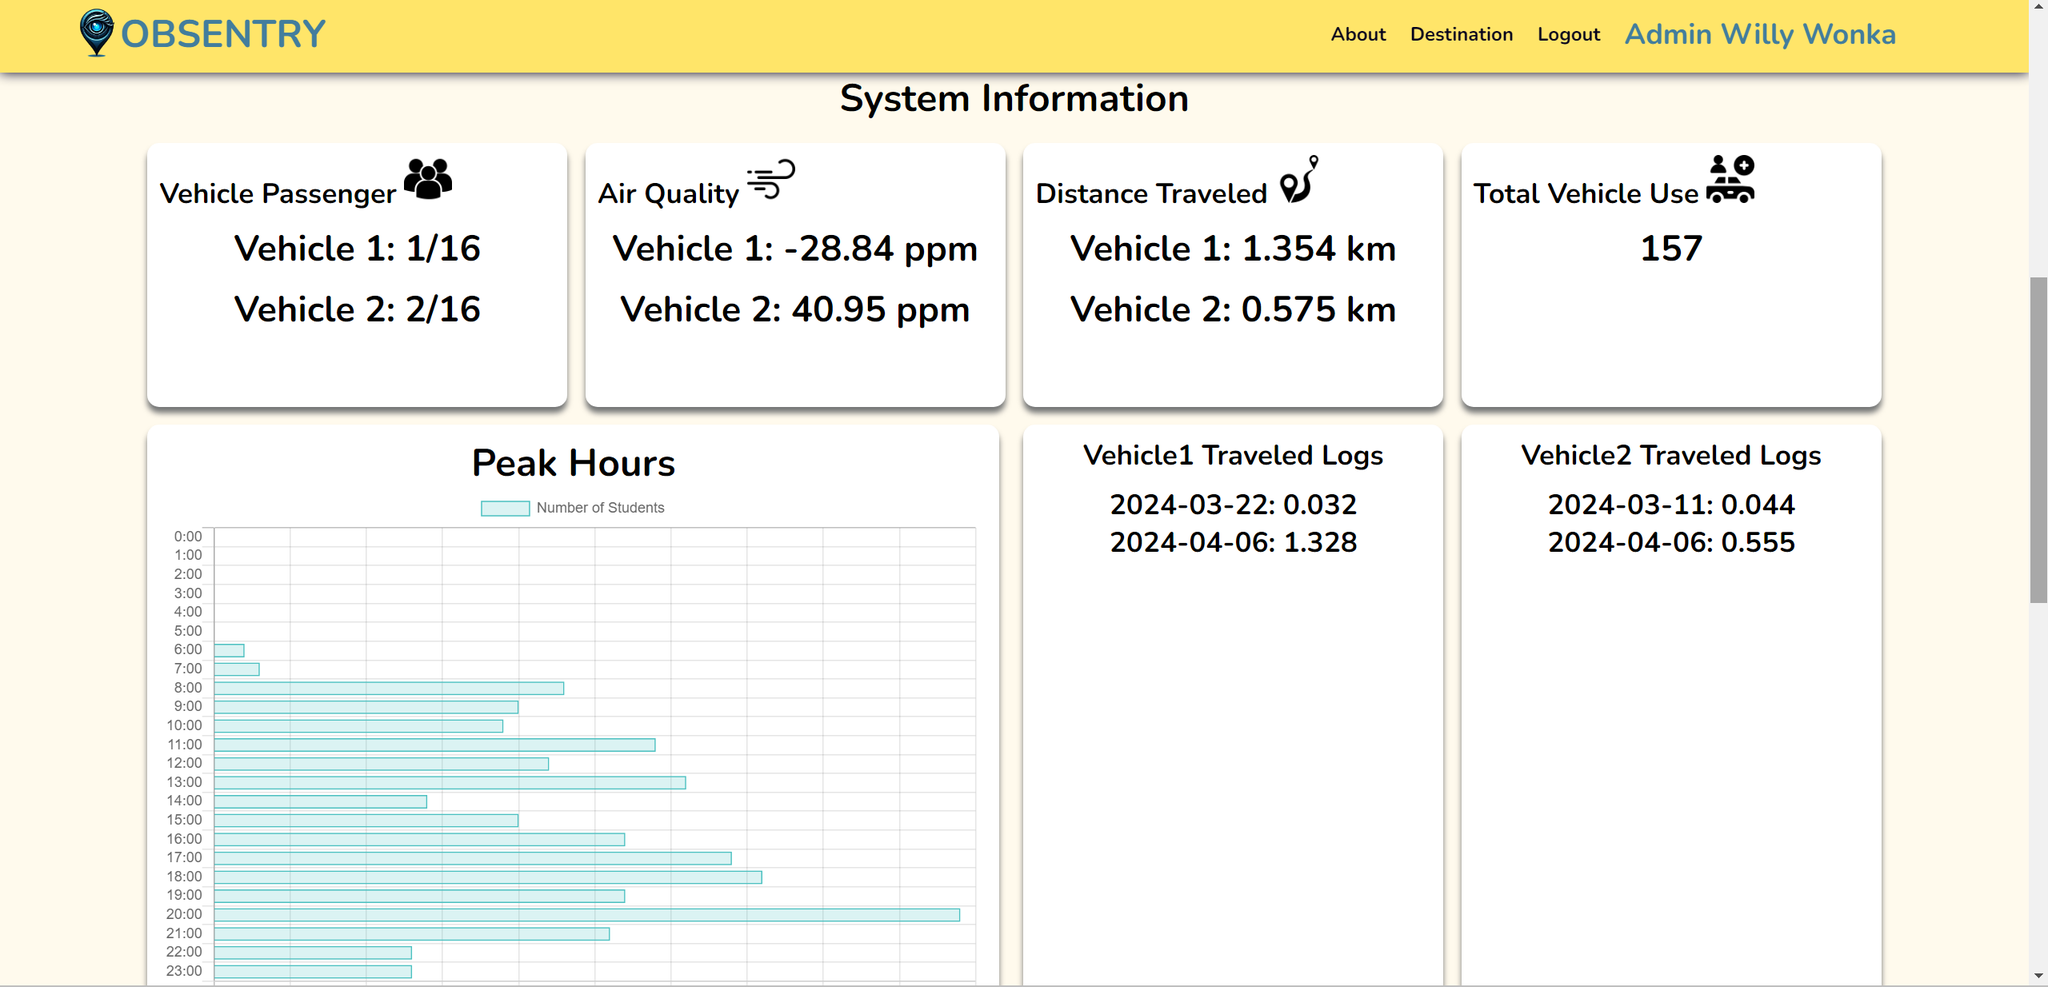 OBSENTRY
About Destination Logout Admin Willy Wonka
System Information
Vehicle Passenger
Vehicle 1: 1/16
Vehicle 2: 2/16
Air Quality
Vehicle 1: -28.84 ppm
Vehicle 2: 40.95 ppm
Distance Traveled
Vehicle 1: 1.354 km
Vehicle 2: 0.575 km
Total Vehicle Use
157
Peak Hours
Number of Students
0:00
1:00
2:00
3:00
4:00
5:00
6:00
7:00
8:00
9:00
10:00
11:00
12:00
13:00
14:00
15:00
16:00
17:00
18:00
19:00
20:00
21:00
22:00
23:00
Vehicle1 Traveled Logs
2024-03-22: 0.032
2024-04-06: 1.328
Vehicle2 Traveled Logs
2024-03-11: 0.044
2024-04-06: 0.555